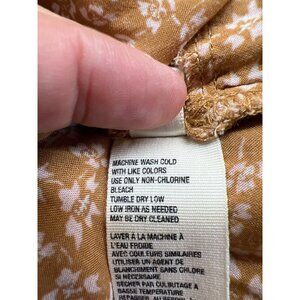 MACHINE WASH COLD
WITH LIKE COLORS
USE ONLY NON-CHLORINE
BLEACH
TUMBLE DRY LOW
LOW IRON AS NEEDED
MAY BE DRY CLEANED
LAVER À LA MACHINE À
L'EAU FROIDE
AVEC COULEURS SIMILAIRES
UTILISER UN AGENT DE
BLANCHIMENT SANS CHLORE
SI NÉCESSAIRE
SÉCHER PAR CULBUTAGE À
BASSE TEMPÉRATURE
REPASSER AU